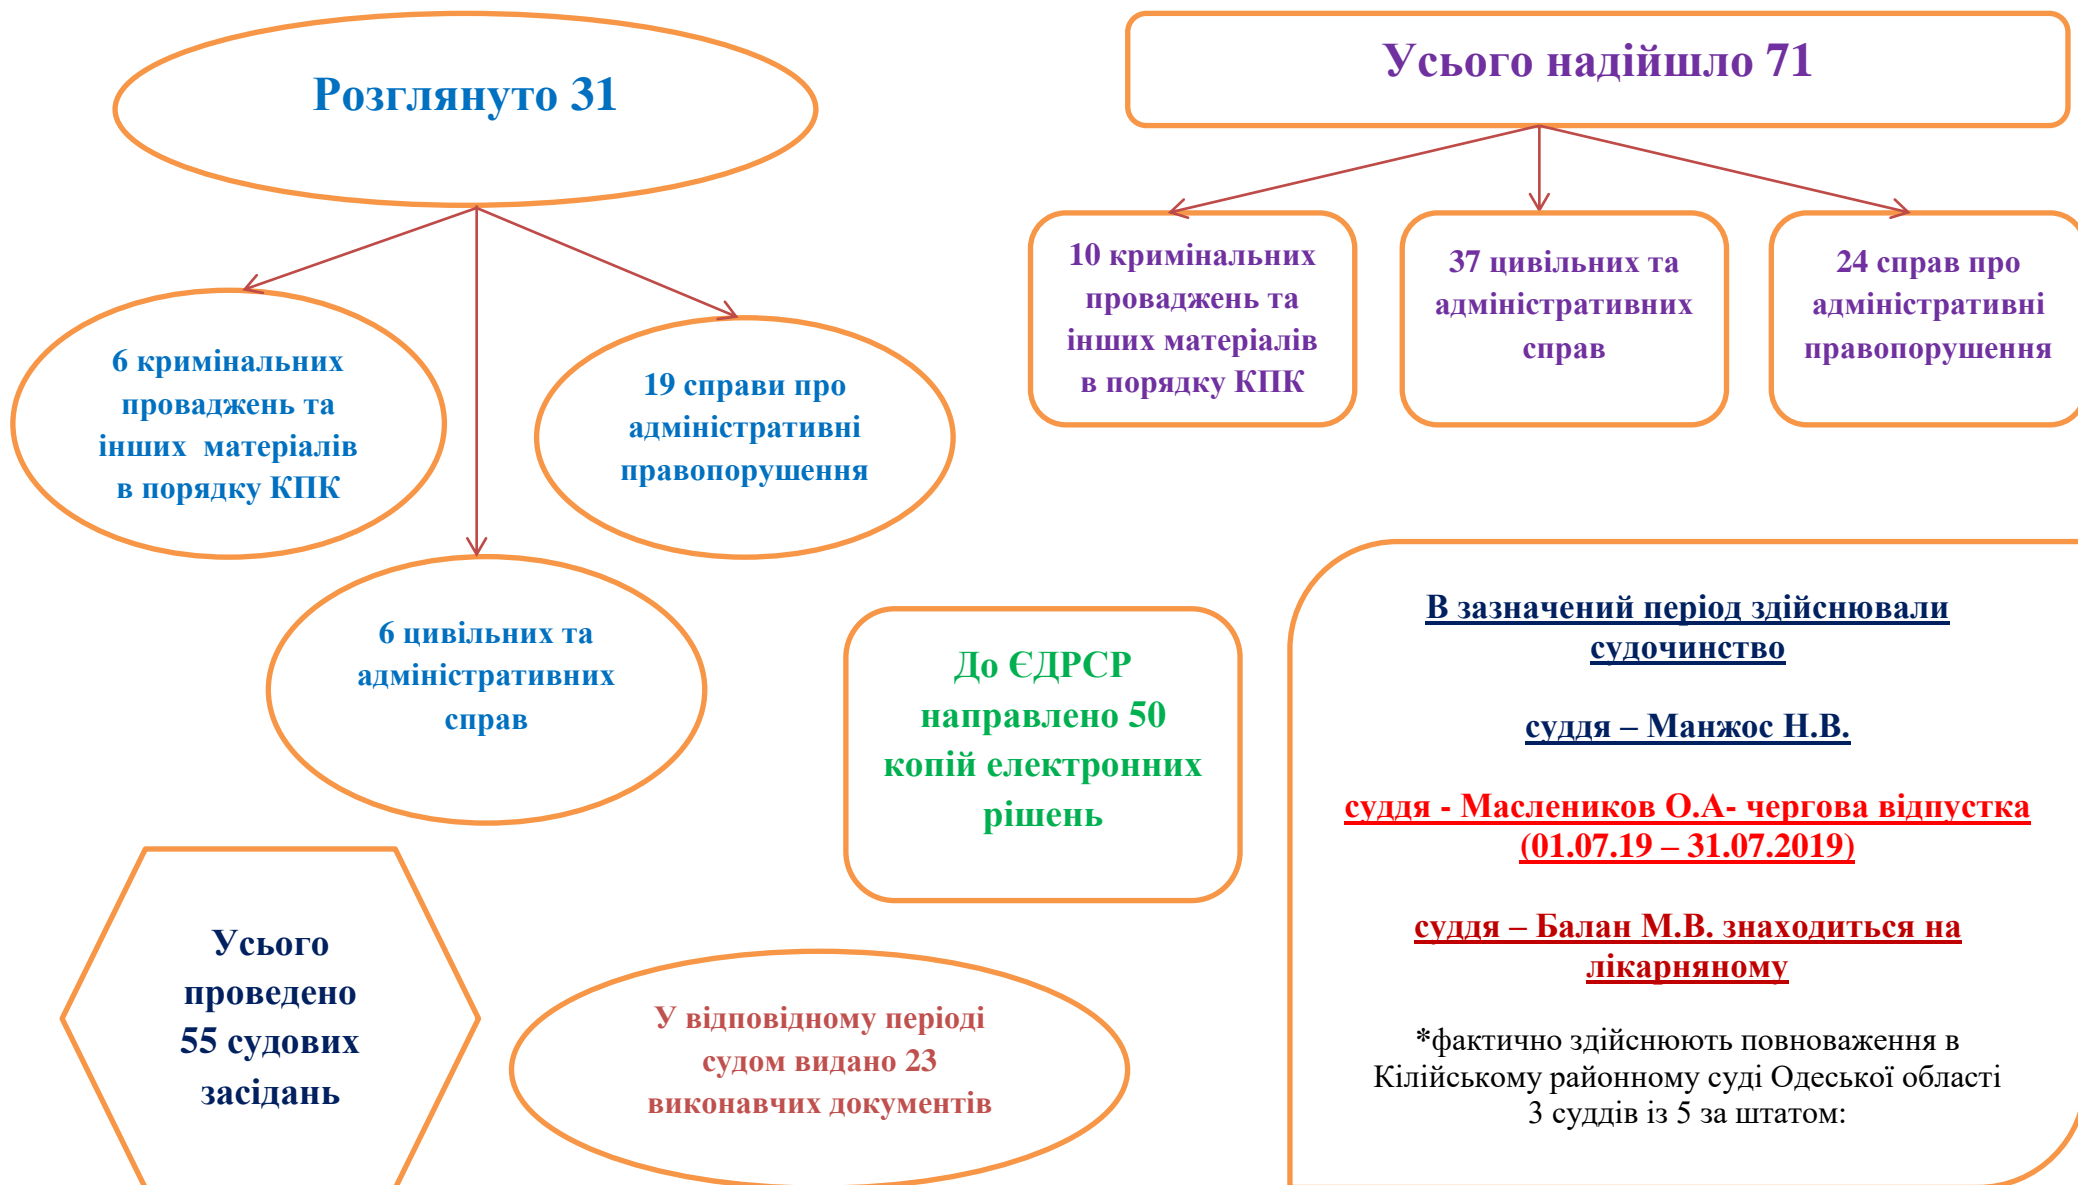 Розглянуто 31
6 кримінальних
проваджень та
інших  матеріалів
в порядку КПК
19 справи про
адміністративні
правопорушення
6 цивільних та
адміністративних
справ
Усього надійшло 71
10 кримінальних
проваджень та
інших матеріалів
в порядку КПК
37 цивільних та
адміністративних
справ
24 справ про
адміністративні
правопорушення
До ЄДРСР
направлено 50
копій електронних
рішень
В зазначений період здійснювали
судочинство
суддя – Манжос Н.В.
суддя - Маслеников О.А- чергова відпустка
(01.07.19 – 31.07.2019)
суддя – Балан М.В. знаходиться на
лікарняному
*фактично здійснюють повноваження в
Кілійському районному суді Одеської області
3 суддів із 5 за штатом:
Усього
проведено
55 судових
засідань
У відповідному періоді
судом видано 23
виконавчих документів